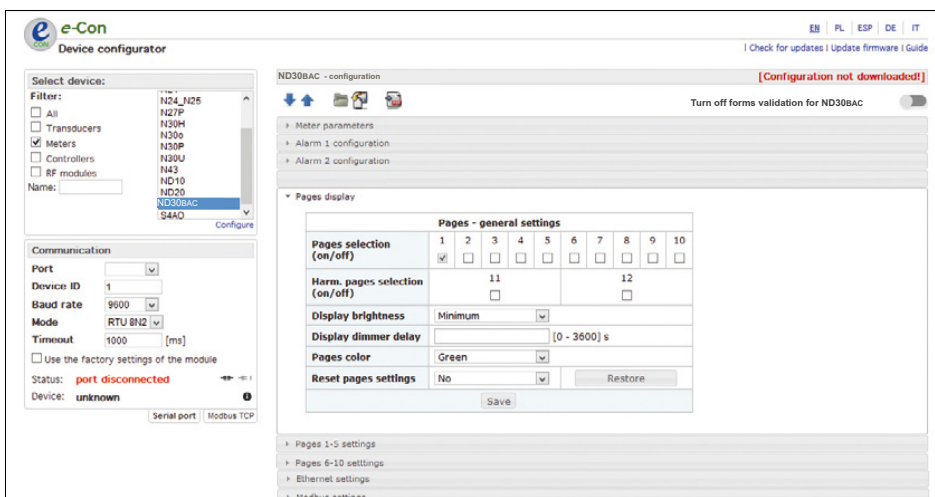 e-Con
CON
Device configurator
EN | PL | ESP | DE | IT
| Check for updates | Update firmware | Guide
Select device:
Filter:
All
Transducers
Meters
Controllers
RF modules
Name:
N24_N25
N27P
N30H
N30o
N30P
N30U
N43
ND10
ND20
ND30BAC
S4AO
Configure
Communication
Port
Device ID 1
Baud rate 9600
Mode RTU 8N2
Timeout 1000 [ms]
Use the factory settings of the module
Status: port disconnected
Device: unknown
Serial port Modbus TCP
ND30BAC - configuration
[Configuration not downloaded!]
Turn off forms validation for ND30BAC
Meter parameters
Alarm 1 configuration
Alarm 2 configuration
Pages display
Pages - general settings
Pages selection (on/off) 1 2 3 4 5 6 7 8 9 10
Harm. pages selection (on/off) 11 12
Display brightness Minimum
Display dimmer delay [0 - 3600] s
Pages color Green
Reset pages settings No Restore
Save
Pages 1-5 settings
Pages 6-10 setttings
Ethernet settings
Modbus settings